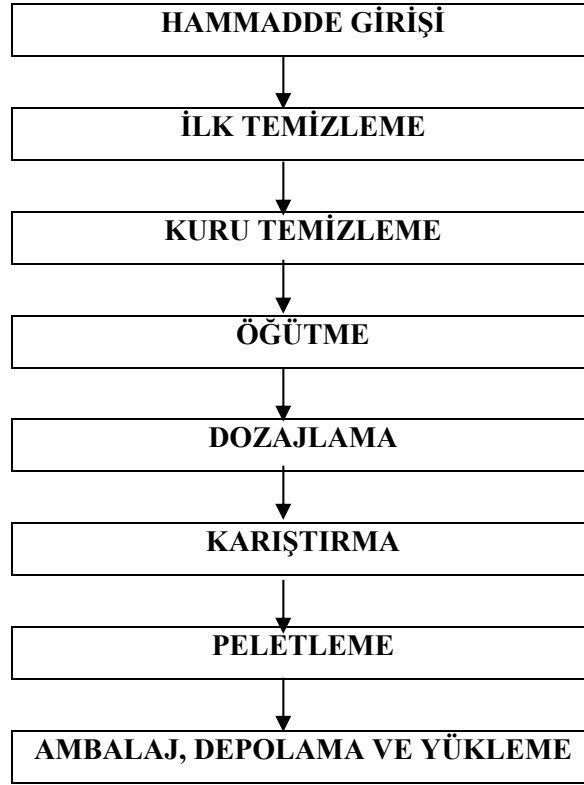 HAMMADDE GİRİŞİ
İLK TEMİZLEME
KURU TEMİZLEME
ÖĞÜTME
DOZAJLAMA
KARIŞTIRMA
PELETLEME
AMBALAJ, DEPOLAMA VE YÜKLEME